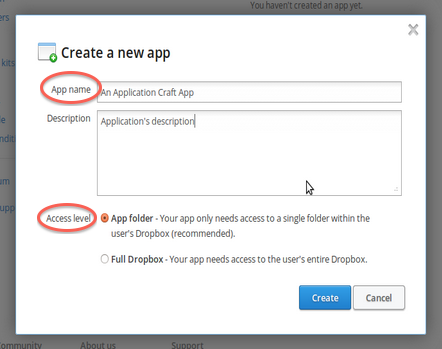 You haven't created an app yet.
Create a new app
App name
An Application Craft App
Description
Application's description
Access level
App folder - Your app only needs access to a single folder within the
user's Dropbox (recommended).
Full Dropbox - Your app needs access to the user's entire Dropbox.
Create
Cancel
kits
About us
Support